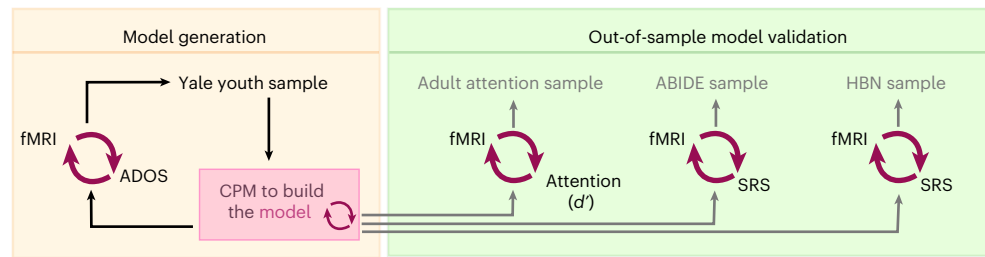 Model generation
Out-of-sample model validation
Yale youth sample
Adult attention sample
ABIDE sample
HBN sample
fMRI
ADOS
fMRI
Attention
(d′)
fMRI
SRS
fMRI
SRS
CPM to build
the model